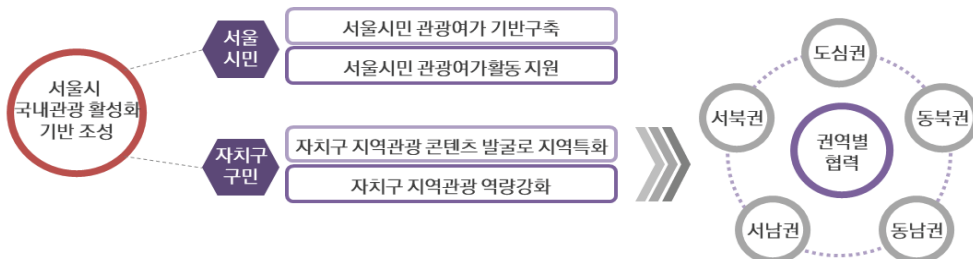 서울시
국내관광 활성화
기반 조성
서울
시민
서울시민 관광여가 기반구축
서울시민 관광여가활동 지원
자치구
구민
자치구 지역관광 콘텐츠 발굴로 지역특화
자치구 지역관광 역량강화
도심권
서북권
동북권
권역별
협력
서남권
동남권